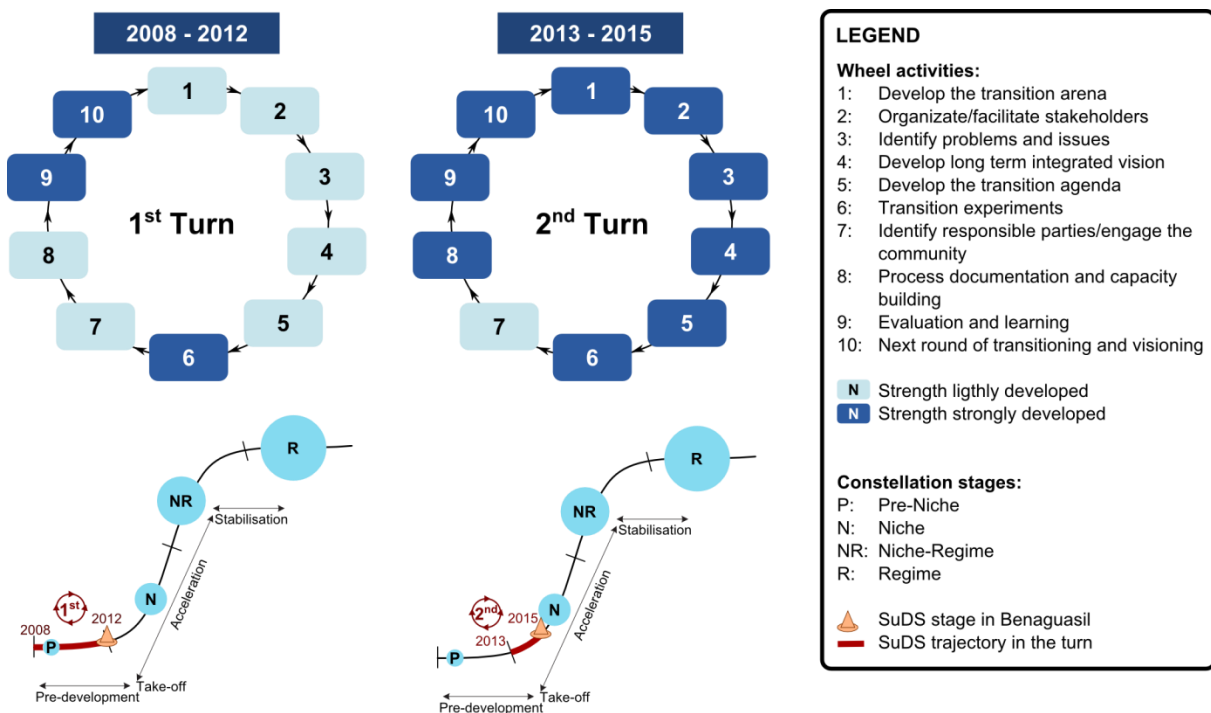 2008 - 2012
1
2
3
4
5
6
7
8
9
10
1st Turn
2013 - 2015
1
2
3
4
5
6
7
8
9
10
2nd Turn
R
NR
Stabilisation
N
Acceleration
1st
2008
2012
P
Take-off
Pre-development
R
NR
Stabilisation
N
Acceleration
2nd
2015
2013
P
Take-off
Pre-development
LEGEND
Wheel activities:
1: Develop the transition arena
2: Organizate/facilitate stakeholders
3: Identify problems and issues
4: Develop long term integrated vision
5: Develop the transition agenda
6: Transition experiments
7: Identify responsible parties/engage the
community
8: Process documentation and capacity
building
9: Evaluation and learning
10: Next round of transitioning and visioning
N Strength ligthly developed
N Strength strongly developed
Constellation stages:
P: Pre-Niche
N: Niche
NR: Niche-Regime
R: Regime
SuDS stage in Benaguasil
SuDS trajectory in the turn